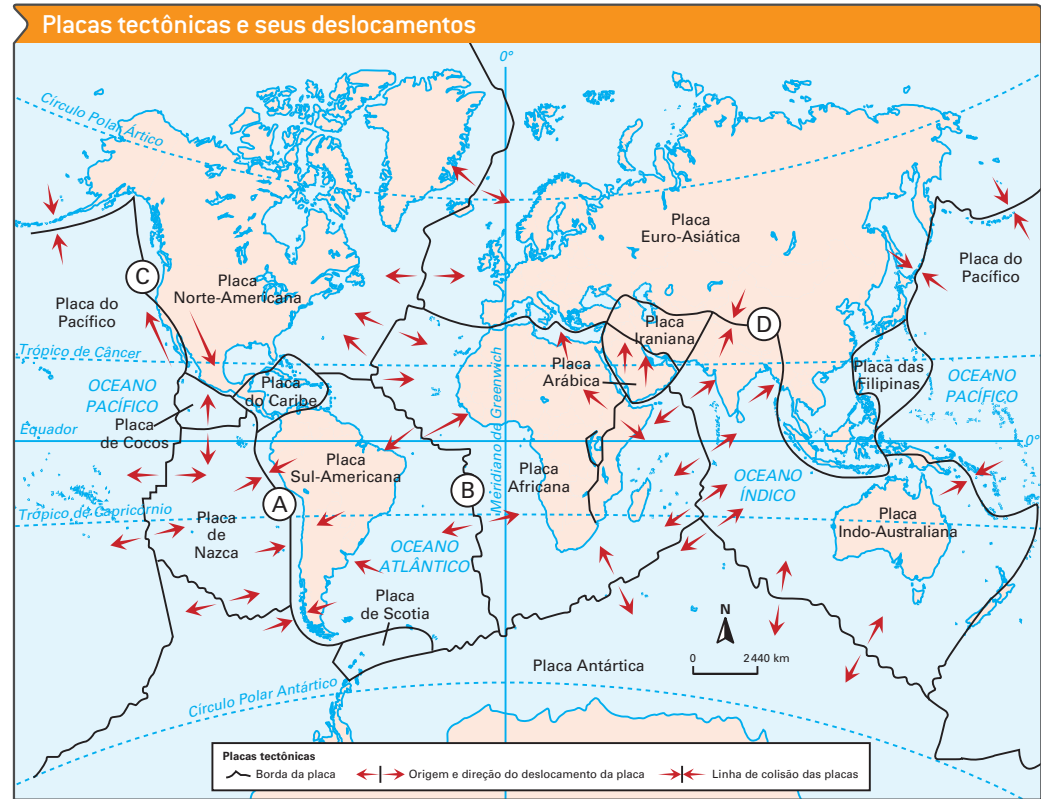 Placas tectônicas e seus deslocamentos
0°
Círculo Polar Ártico
Placa
Euro-Asiática
C
Placa
Norte-Americana
Placa do
Pacífico
Placa do
Pacífico
D
Placa
Iraniana
Trópico de Câncer
Placa
Arábica
Placa das
Filipinas
OCEANO
PACÍFICO
OCEANO
PACÍFICO
Placa
do Caribe
Placa
de Cocos
Meridiano de Greenwich
Equador
0°
Placa
Sul-Americana
Placa
Africana
B
A
OCEANO
ÍNDICO
Trópico de Capricórnio
Placa
de
Nazca
Placa
Indo-Australiana
OCEANO
ATLÂNTICO
Placa
de Scotia
N
0 2 440 km
Placa Antártica
Círculo Polar Antártico
Placas tectônicas
Borda da placa
Origem e direção do deslocamento da placa
Linha de colisão das placas